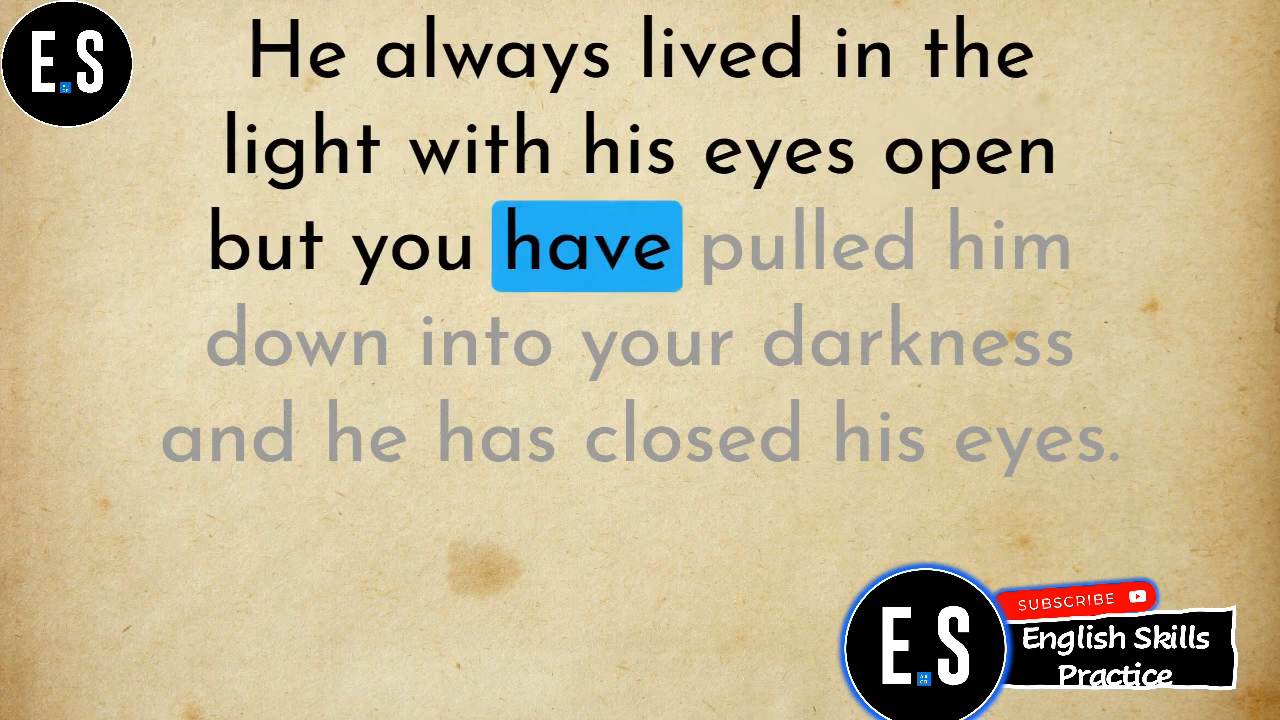 E.S
He always lived in the
light with his eyes open
but you have pulled him
down into your darkness
and he has closed his eyes.
E.S
SUBSCRIBE
English Skills
Practice